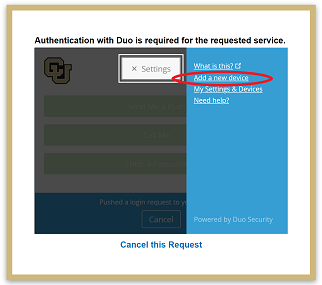 Authentication with Duo is required for the requested service.
CU
× Settings
What is this?
Add a new device
My Settings & Devices
Need help?
Pushed a login request to
Cancel
Powered by Duo Security
Cancel this Request